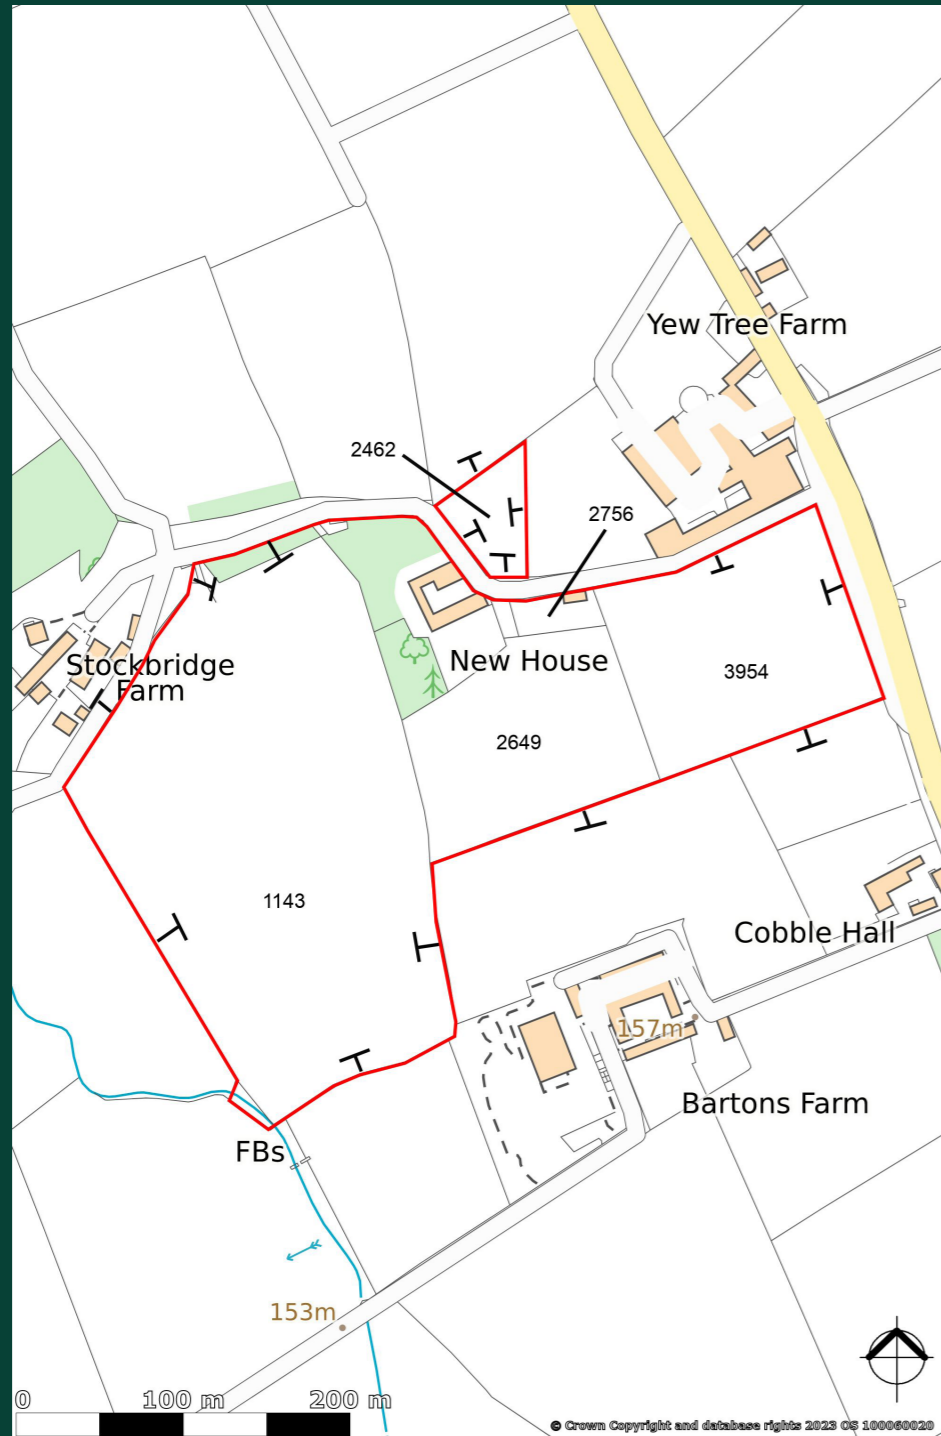 Yew Tree Farm
2462
2756
Stockbridge
Farm
New House
3954
2649
1143
Cobble Hall
157m
Bartons Farm
FBs
153m
0
100 m
200 m
© Crown Copyright and database rights 2023 OS 100060020